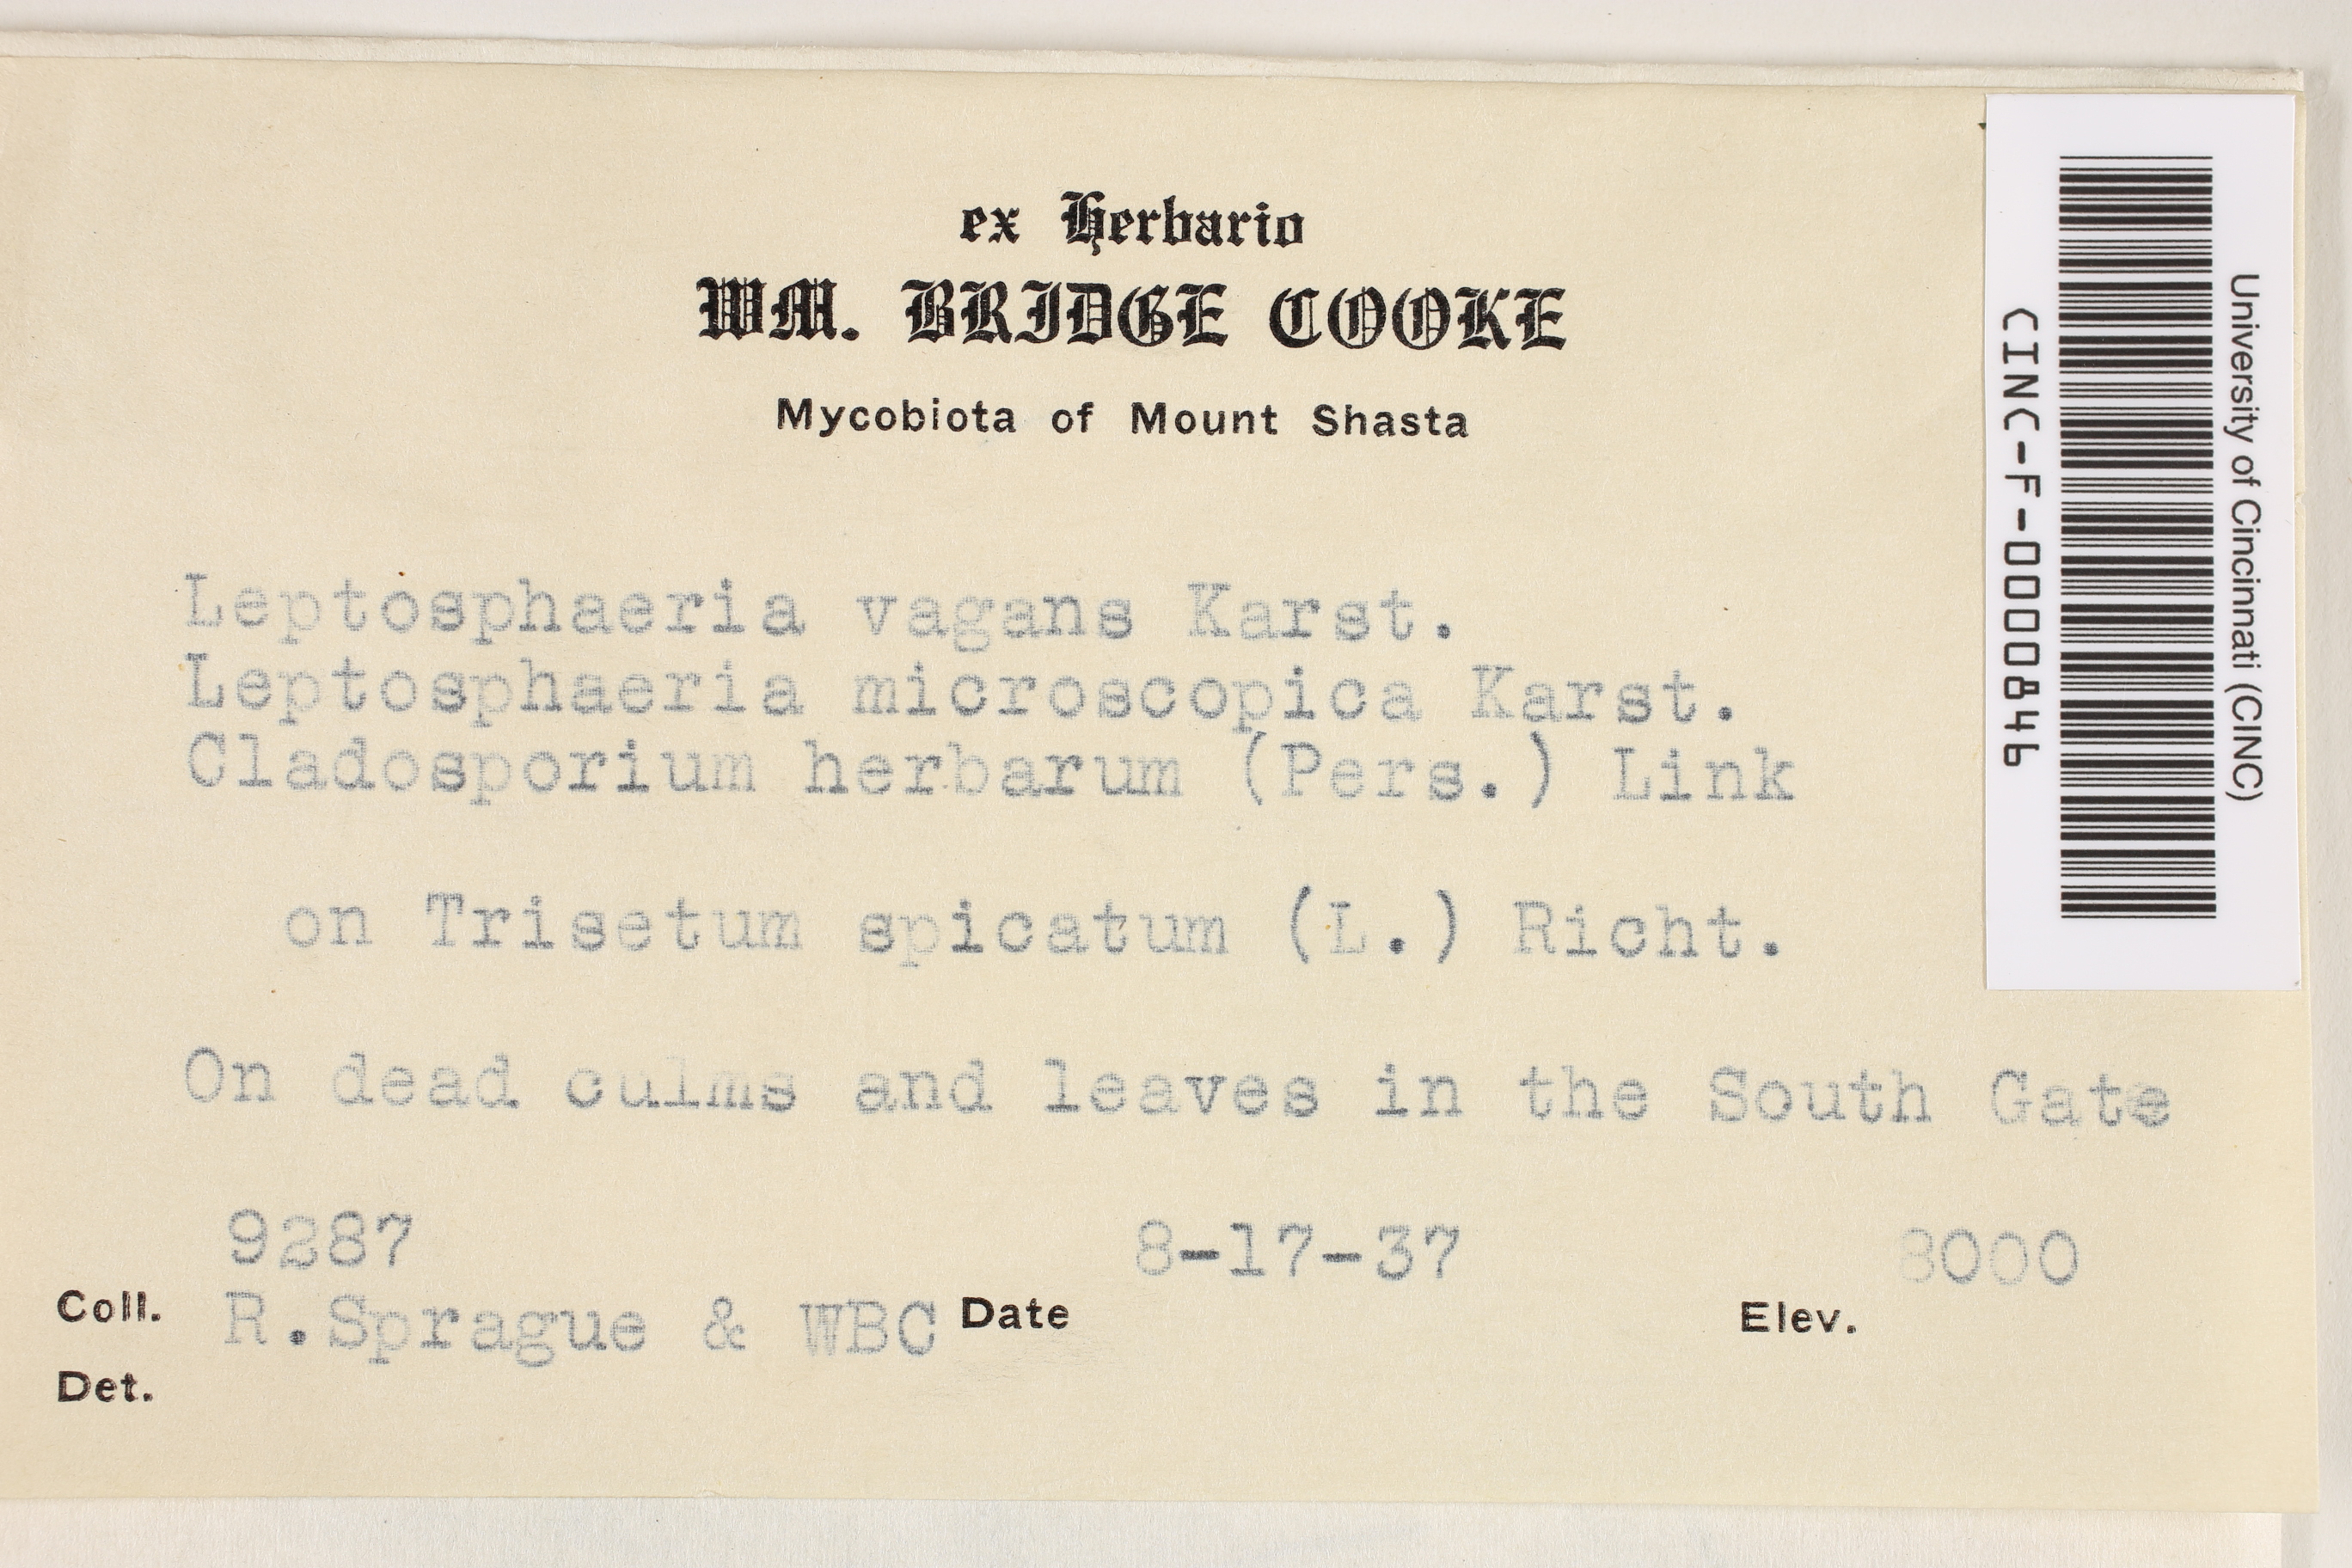 ex Herbario
WM. BRIDGE COOKE
Mycobiota of Mount Shasta
Leptosphaeria vagans Karst.
Leptosphaeria microscopica Karst.
Cladosporium herbarum (Pers.) Link
on Trisetum spicatum (L.) Richt.
On dead culms and leaves in the South Gate
9287 8-17-37 8000
Coll. R.Sprague & WBC Date Elev.
Det.
University of Cincinnati (CINC)
CINC-F-0000846